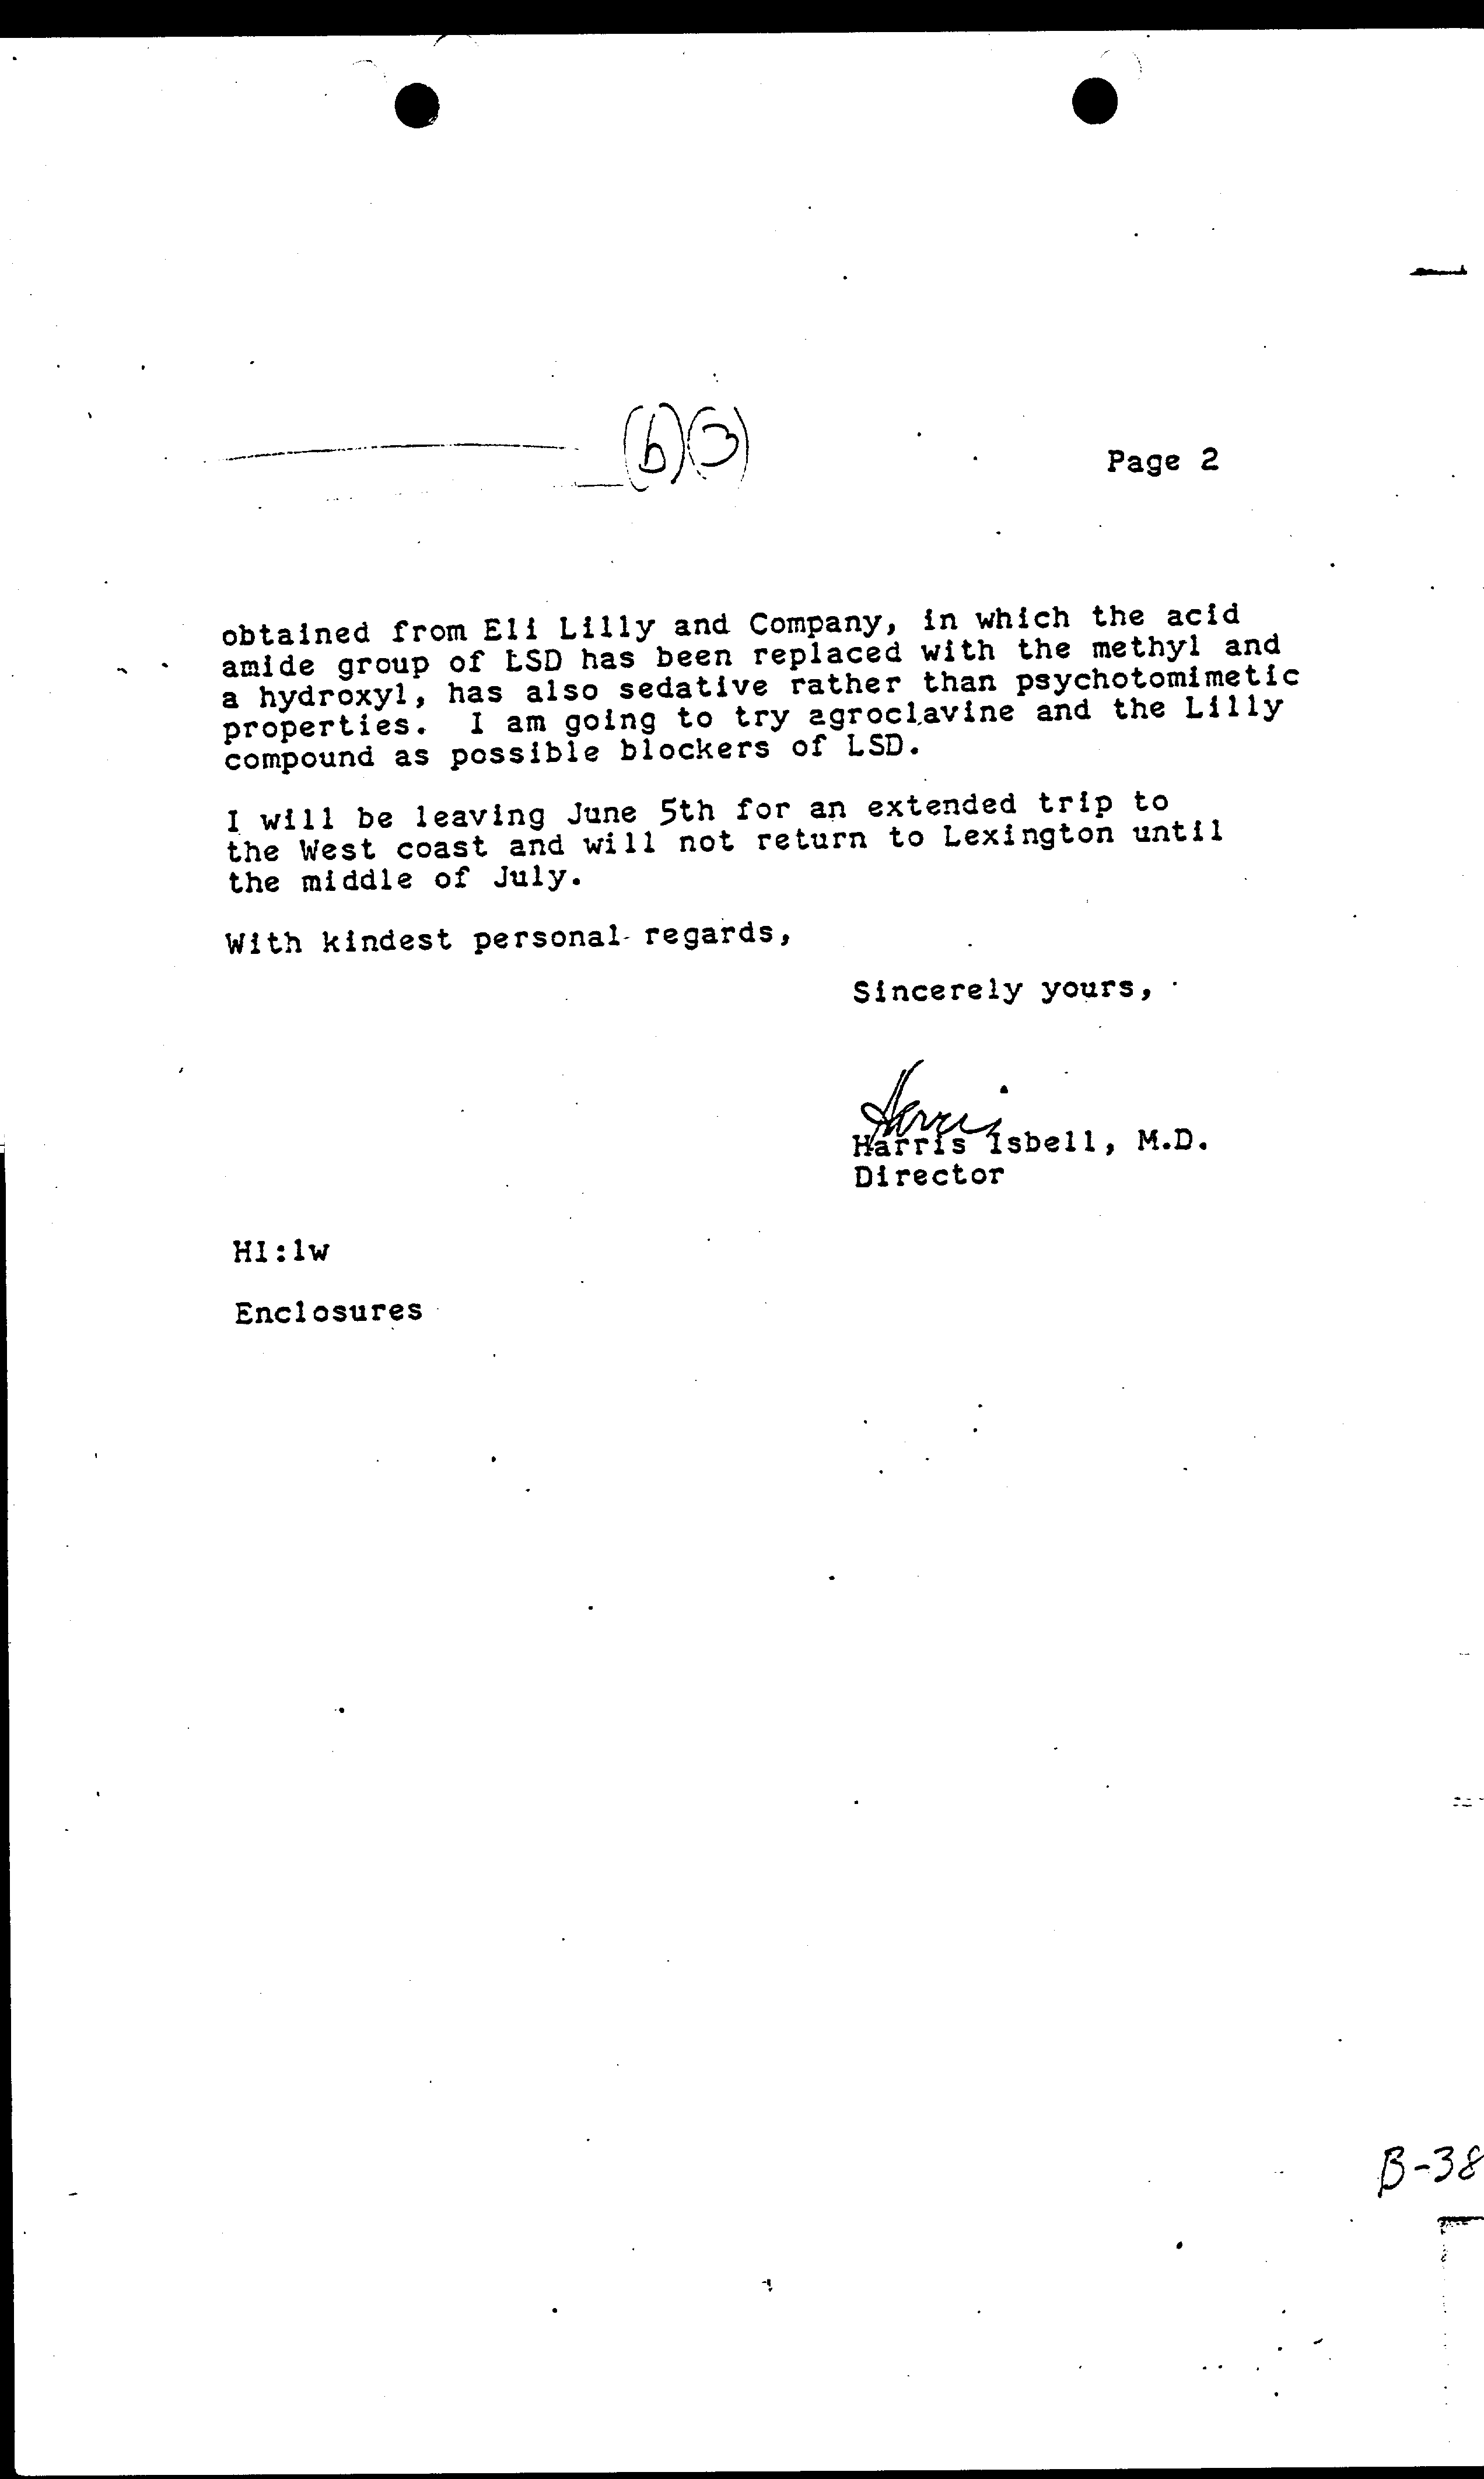 (b)(3)
Page 2
obtained from Eli Lilly and Company, in which the acid
amide group of LSD has been replaced with the methyl and
a hydroxyl, has also sedative rather than psychotomimetic
properties. I am going to try agroclavine and the Lilly
compound as possible blockers of LSD.
I will be leaving June 5th for an extended trip to
the West coast and will not return to Lexington until
the middle of July.
With kindest personal regards,
Sincerely yours,
Harris
Harris Isbell, M.D.
Director
HI:lw
Enclosures
B-38